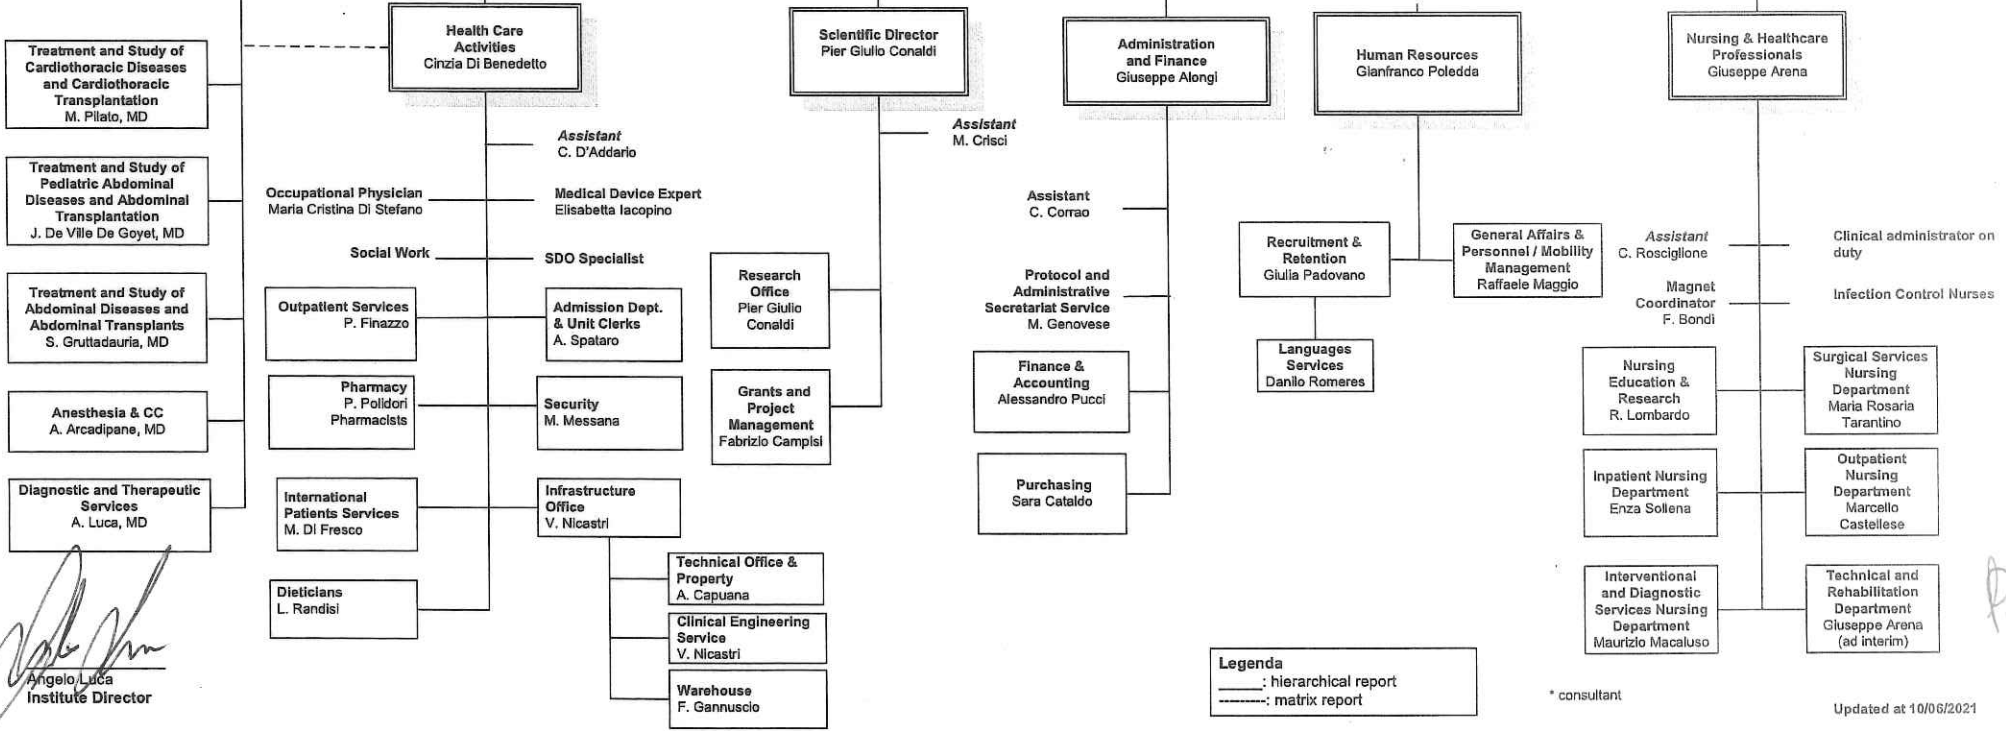 Treatment and Study of
Cardiothoracic Diseases
and Cardiothoracic
Transplantation
M. Pilato, MD
Treatment and Study of
Pediatric Abdominal
Diseases and Abdominal
Transplantation
J. De Ville De Goyet, MD
Treatment and Study of
Abdominal Diseases and
Abdominal Transplants
S. Gruttadauria, MD
Anesthesia & CC
A. Arcadipane, MD
Diagnostic and Therapeutic
Services
A. Luca, MD
Angelo Luca
Institute Director
Health Care
Activities
Cinzia Di Benedetto
Assistant
C. D'Addario
Occupational Physician
Maria Cristina Di Stefano
Medical Device Expert
Elisabetta Iacopino
Social Work
SDO Specialist
Outpatient Services
P. Finazzo
Admission Dept.
& Unit Clerks
A. Spataro
Pharmacy
P. Polidori
Pharmacists
Security
M. Messana
International
Patients Services
M. Di Fresco
Infrastructure
Office
V. Nicastri
Dieticians
L. Randisi
Technical Office &
Property
A. Capuana
Clinical Engineering
Service
V. Nicastri
Warehouse
F. Gannuscio
Scientific Director
Pier Giulio Conaldi
Assistant
M. Crisci
Research
Office
Pier Giulio
Conaldi
Grants and
Project
Management
Fabrizio Campisi
Administration
and Finance
Giuseppe Alongi
Assistant
C. Corrao
Protocol and
Administrative
Secretariat Service
M. Genovese
Finance &
Accounting
Alessandro Pucci
Purchasing
Sara Cataldo
Human Resources
Gianfranco Poledda
Recruitment &
Retention
Giulia Padovano
General Affairs &
Personnel / Mobility
Management
Raffaele Maggio
Languages
Services
Danilo Romeres
Nursing & Healthcare
Professionals
Giuseppe Arena
Assistant
C. Rosciglione
Clinical administrator on
duty
Magnet
Coordinator
F. Bondì
Infection Control Nurses
Nursing
Education &
Research
R. Lombardo
Surgical Services
Nursing
Department
Maria Rosaria
Tarantino
Inpatient Nursing
Department
Enza Sollena
Outpatient
Nursing
Department
Marcello
Castellese
Interventional
and Diagnostic
Services Nursing
Department
Maurizio Macaluso
Technical and
Rehabilitation
Department
Giuseppe Arena
(ad interim)
Legenda
______: hierarchical report
---------: matrix report
* consultant
Updated at 10/06/2021